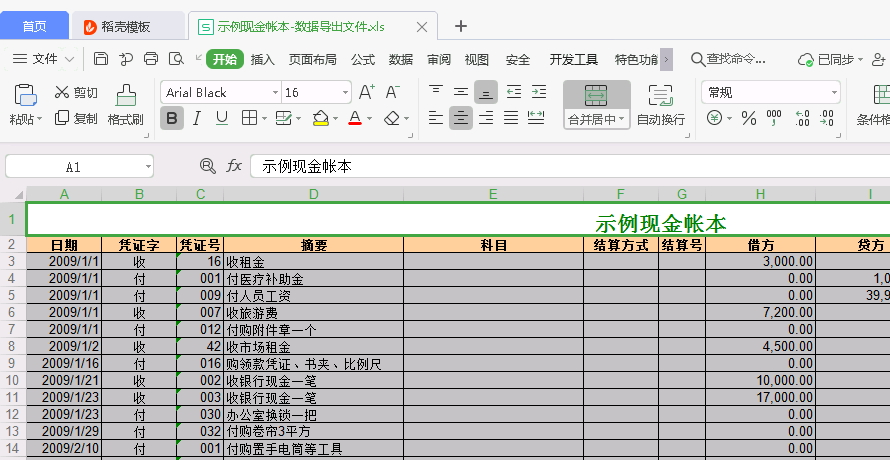 首页 稻壳模板 S 示例现金帐本-数据导出文件.xls
文件 开始 插入 页面布局 公式 数据 审阅 视图 安全 开发工具 特色功能 查找命令... 已同步
粘贴 剪切 复制 格式刷 Arial Black 16 A+ A- B I U A 合并居中 自动换行 常规 ¥ % 000 条件格
A1 fx 示例现金帐本
A B C D E F G H I
1 示例现金帐本
2 日期 凭证字 凭证号 摘要 科目 结算方式 结算号 借方 贷方
3 2009/1/1 收 16 收租金 3,000.00
4 2009/1/1 付 001 付医疗补助金 0.00 1,0
5 2009/1/1 付 009 付人员工资 0.00 39,9
6 2009/1/1 收 007 收旅游费 7,200.00
7 2009/1/1 付 012 付购附件章一个 0.00
8 2009/1/2 收 42 收市场租金 4,500.00
9 2009/1/16 付 016 购领款凭证、书夹、比例尺 0.00
10 2009/1/21 收 002 收银行现金一笔 10,000.00
11 2009/1/23 收 003 收银行现金一笔 17,000.00
12 2009/1/23 付 030 办公室换锁一把 0.00
13 2009/1/29 付 032 付购卷帘3平方 0.00
14 2009/2/10 付 001 付购置手电筒等工具 0.00